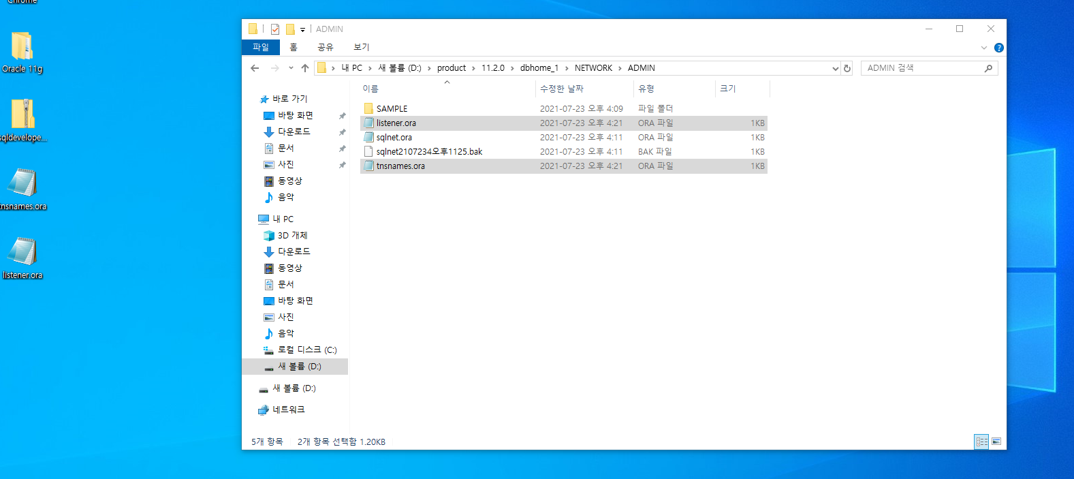 Chrome
Oracle 11g
sqldevelope...
tnsnames.ora
listener.ora
ADMIN
파일 홈 공유 보기
내 PC > 새 볼륨 (D:) > product > 11.2.0 > dbhome_1 > NETWORK > ADMIN
ADMIN 검색
이름 수정한 날짜 유형 크기
SAMPLE 2021-07-23 오후 4:09 파일 폴더
listener.ora 2021-07-23 오후 4:21 ORA 파일 1KB
sqlnet.ora 2021-07-23 오후 4:11 ORA 파일 1KB
sqlnet2107234오후1125.bak 2021-07-23 오후 4:11 BAK 파일 1KB
tnsnames.ora 2021-07-23 오후 4:21 ORA 파일 1KB
바로 가기
바탕 화면
다운로드
문서
사진
동영상
음악
내 PC
3D 개체
다운로드
동영상
문서
바탕 화면
사진
음악
로컬 디스크 (C:)
새 볼륨 (D:)
새 볼륨 (D:)
네트워크
5개 항목 2개 항목 선택함 1.20KB